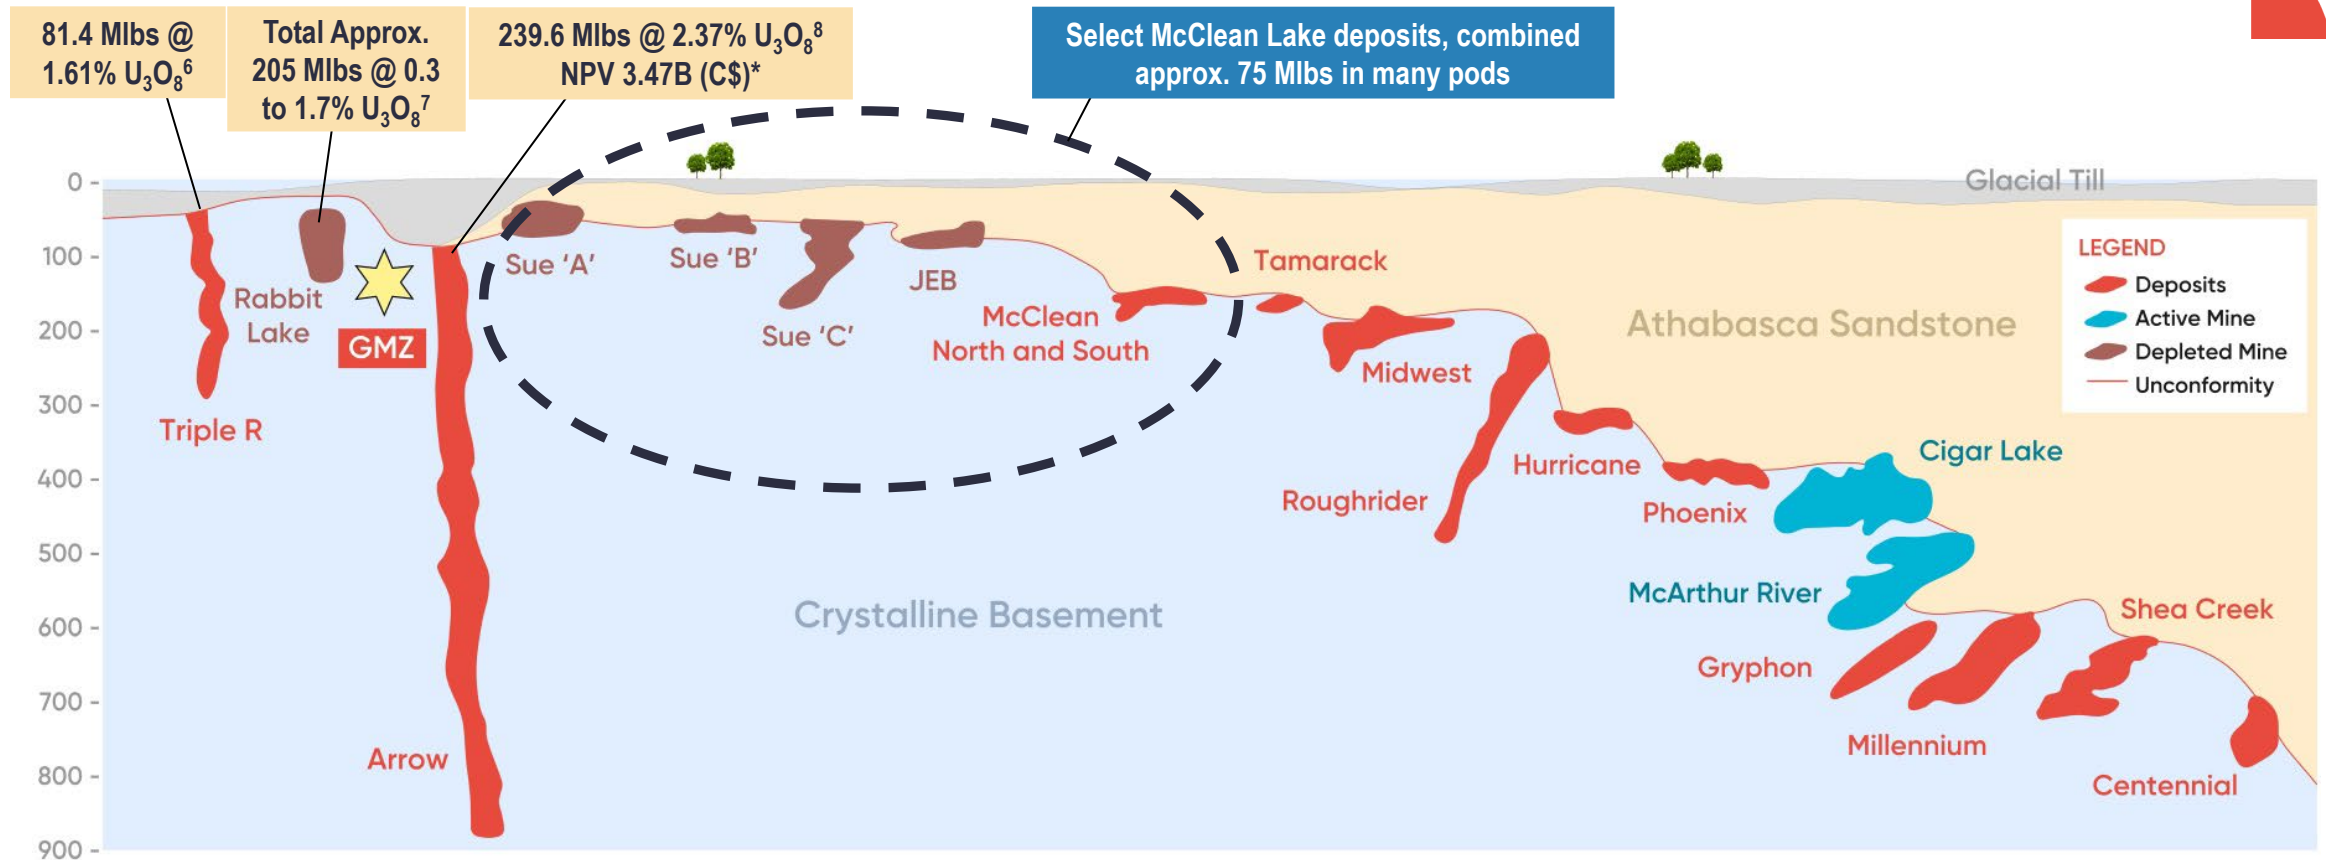 81.4 Mlbs @
1.61% U₃O₈⁶
Total Approx.
205 Mlbs @ 0.3
to 1.7% U₃O₈⁷
239.6 Mlbs @ 2.37% U₃O₈⁸
NPV 3.47B (C$)*
Select McClean Lake deposits, combined
approx. 75 Mlbs in many pods
0 -
100 -
200 -
300 -
400 -
500 -
600 -
700 -
800 -
900 -
Glacial Till
LEGEND
Deposits
Active Mine
Depleted Mine
Unconformity
Athabasca Sandstone
Crystalline Basement
Triple R
Rabbit
Lake
GMZ
Arrow
Sue ‘A’
Sue ‘B’
Sue ‘C’
JEB
McClean
North and South
Tamarack
Midwest
Roughrider
Hurricane
Phoenix
Cigar Lake
McArthur River
Gryphon
Millennium
Shea Creek
Centennial